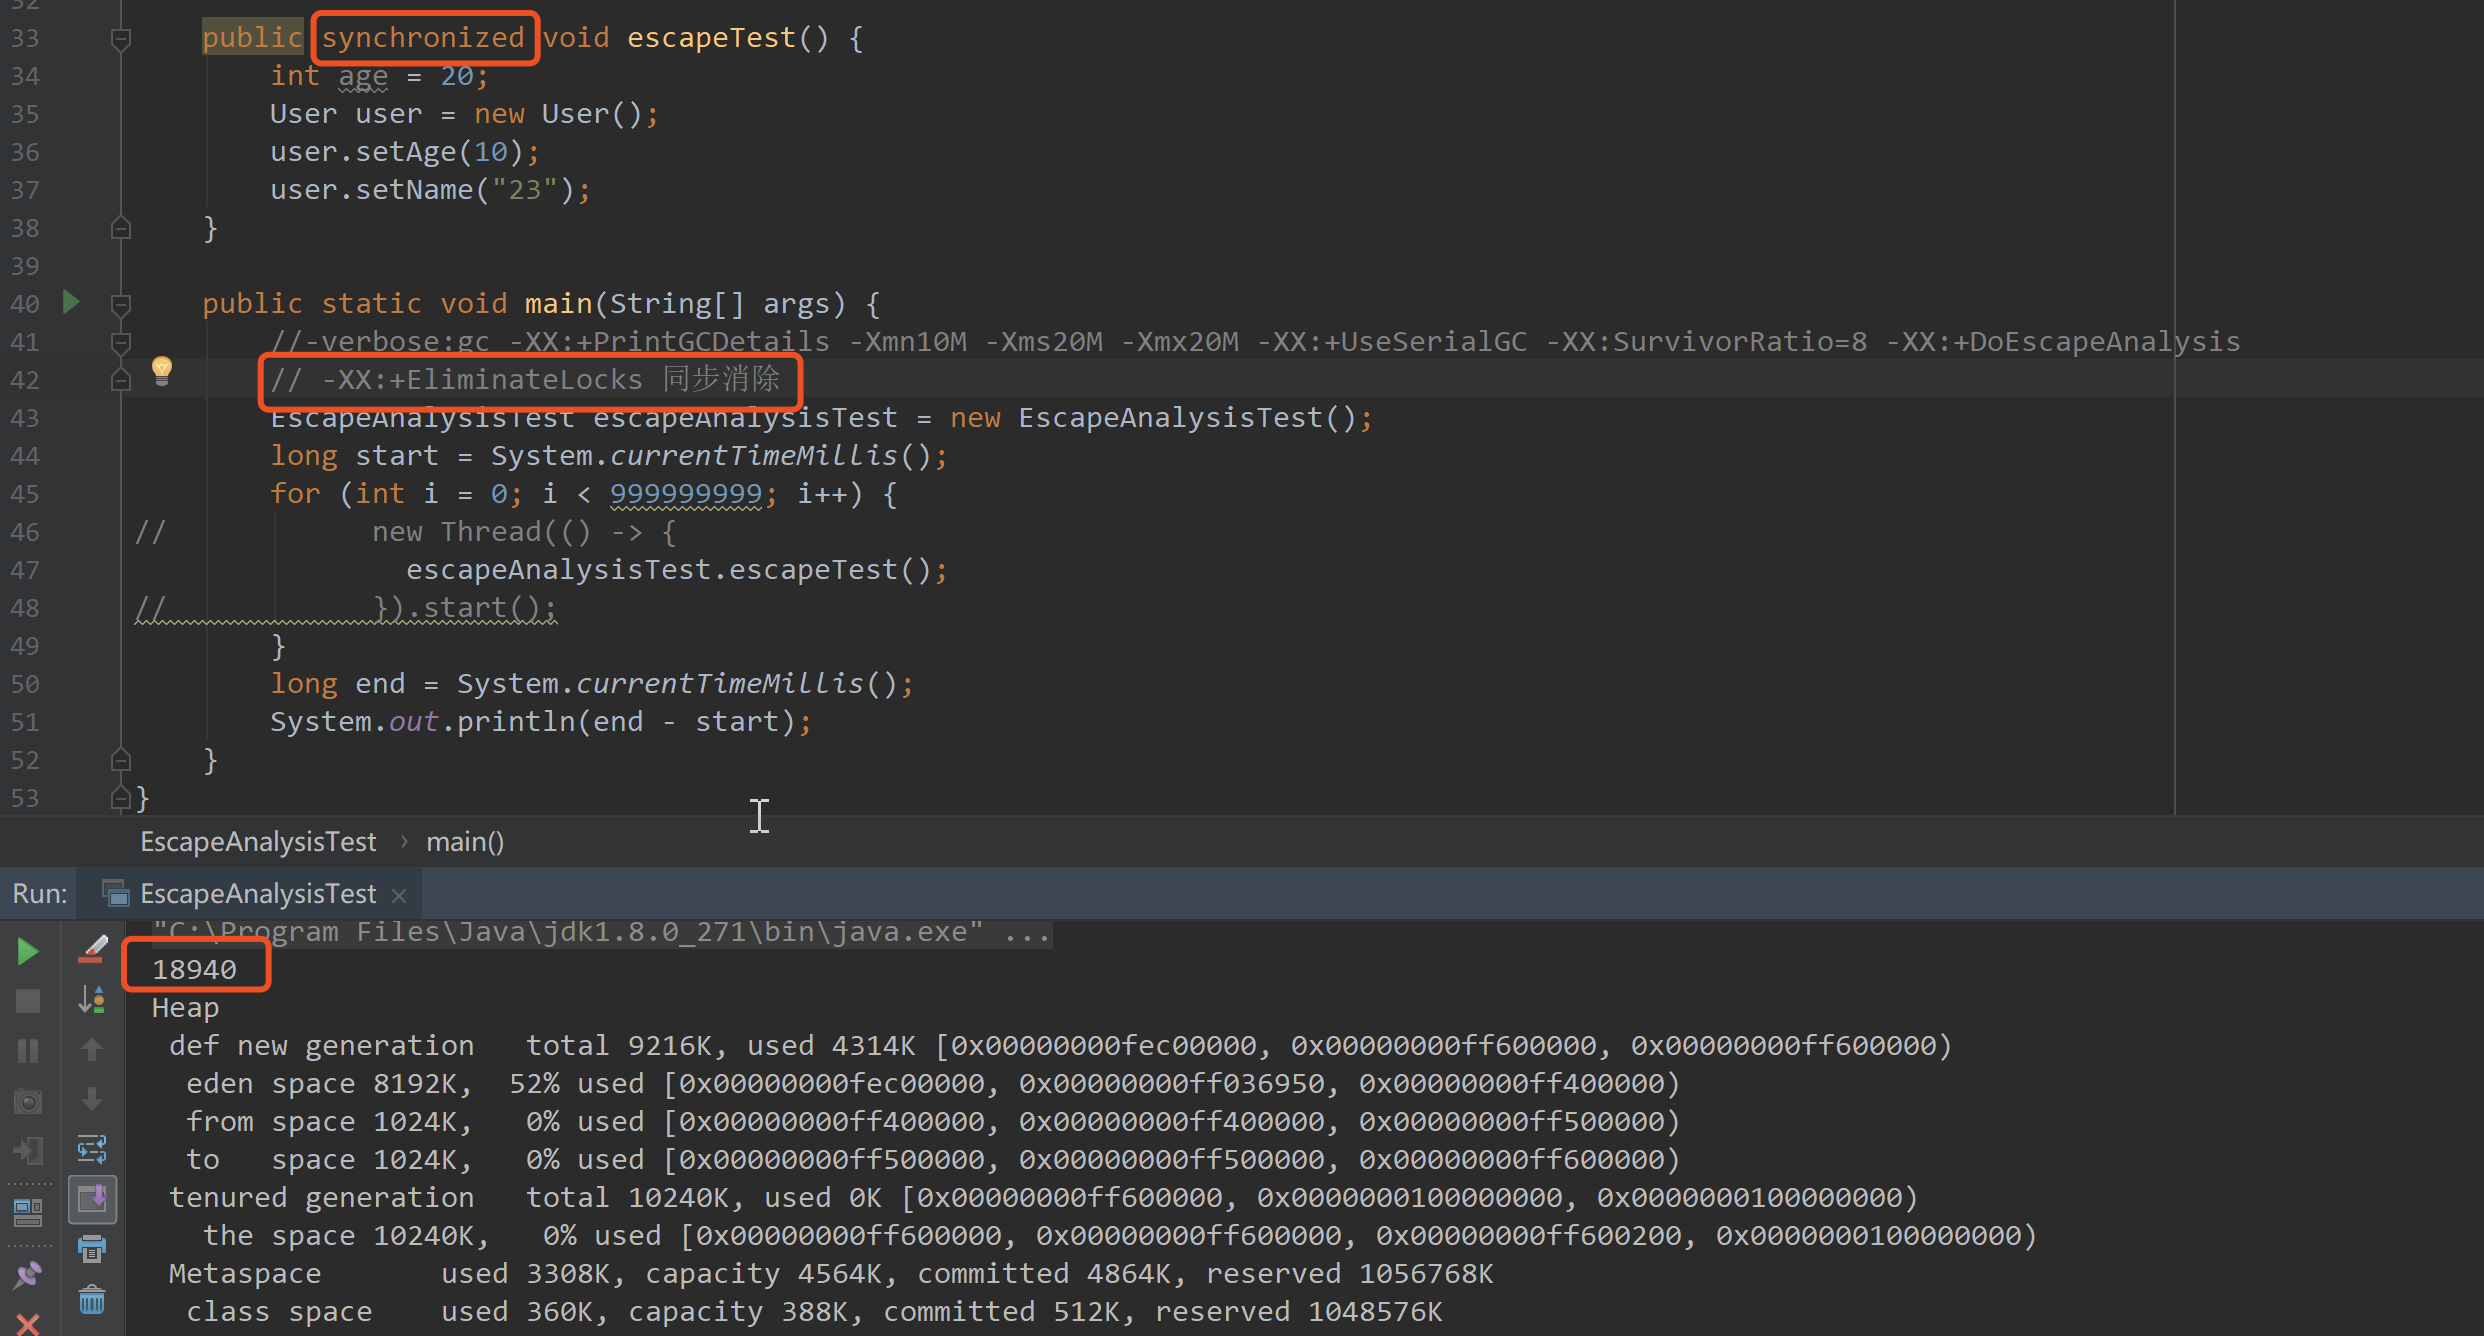 32
33 public synchronized void escapeTest() {
34 int age = 20;
35 User user = new User();
36 user.setAge(10);
37 user.setName("23");
38 }
39
40 public static void main(String[] args) {
41 //-verbose:gc -XX:+PrintGCDetails -Xmn10M -Xms20M -Xmx20M -XX:+UseSerialGC -XX:SurvivorRatio=8 -XX:+DoEscapeAnalysis
42 // -XX:+EliminateLocks 同步消除
43 EscapeAnalysisTest escapeAnalysisTest = new EscapeAnalysisTest();
44 long start = System.currentTimeMillis();
45 for (int i = 0; i < 999999999; i++) {
46 // new Thread(() -> {
47 escapeAnalysisTest.escapeTest();
48 // }).start();
49 }
50 long end = System.currentTimeMillis();
51 System.out.println(end - start);
52 }
53 }
EscapeAnalysisTest › main()
Run: EscapeAnalysisTest ×
"C:\Program Files\Java\jdk1.8.0_271\bin\java.exe" ...
18940
Heap
def new generation total 9216K, used 4314K [0x00000000fec00000, 0x00000000ff600000, 0x00000000ff600000)
eden space 8192K, 52% used [0x00000000fec00000, 0x00000000ff036950, 0x00000000ff400000)
from space 1024K, 0% used [0x00000000ff400000, 0x00000000ff400000, 0x00000000ff500000)
to space 1024K, 0% used [0x00000000ff500000, 0x00000000ff500000, 0x00000000ff600000)
tenured generation total 10240K, used 0K [0x00000000ff600000, 0x0000000100000000, 0x0000000100000000)
the space 10240K, 0% used [0x00000000ff600000, 0x00000000ff600000, 0x00000000ff600200, 0x0000000100000000)
Metaspace used 3308K, capacity 4564K, committed 4864K, reserved 1056768K
class space used 360K, capacity 388K, committed 512K, reserved 1048576K